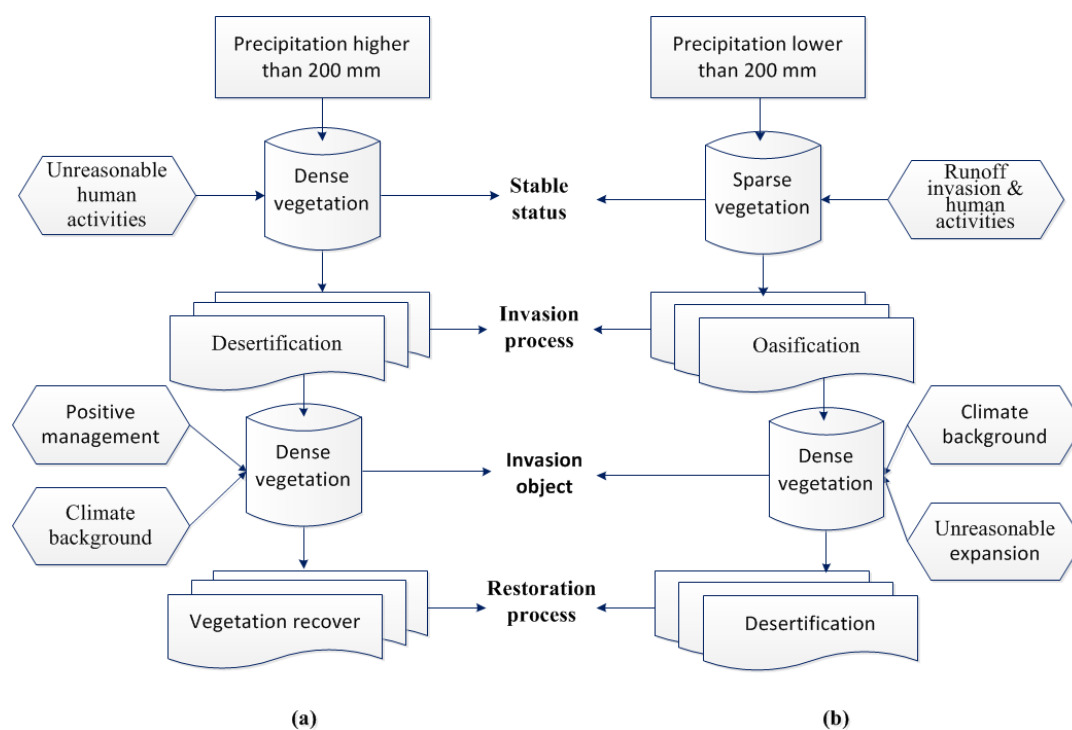 Precipitation higher
than 200 mm
Precipitation lower
than 200 mm
Unreasonable
human
activities
Dense
vegetation
Stable
status
Sparse
vegetation
Runoff
invasion &
human
activities
Desertification
Invasion
process
Oasification
Positive
management
Climate
background
Dense
vegetation
Invasion
object
Dense
vegetation
Climate
background
Unreasonable
expansion
Vegetation recover
Restoration
process
Desertification
(a)
(b)